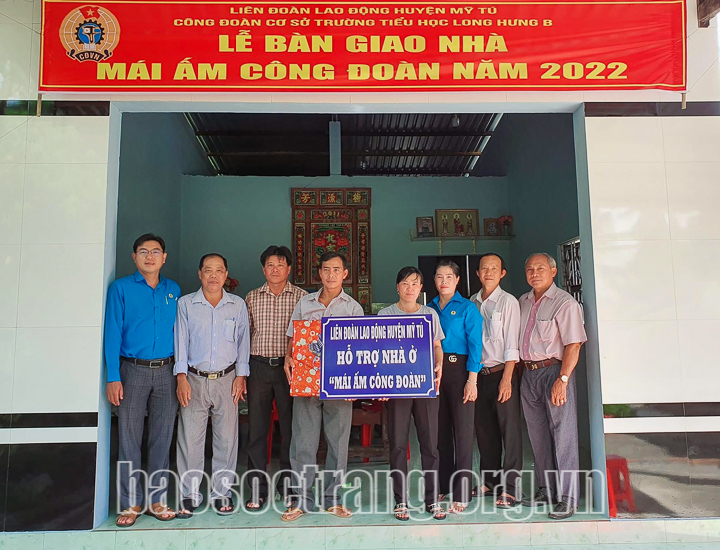 LIÊN ĐOÀN LAO ĐỘNG HUYỆN MỸ TÚ
CÔNG ĐOÀN CƠ SỞ TRƯỜNG TIỂU HỌC LONG HƯNG B
LỄ BÀN GIAO NHÀ
MÁI ẤM CÔNG ĐOÀN NĂM 2022
CĐVN
LIÊN ĐOÀN LAO ĐỘNG HUYỆN MỸ TÚ
HỖ TRỢ NHÀ Ở
"MÁI ẤM CÔNG ĐOÀN"
baosoctrang.org.vn